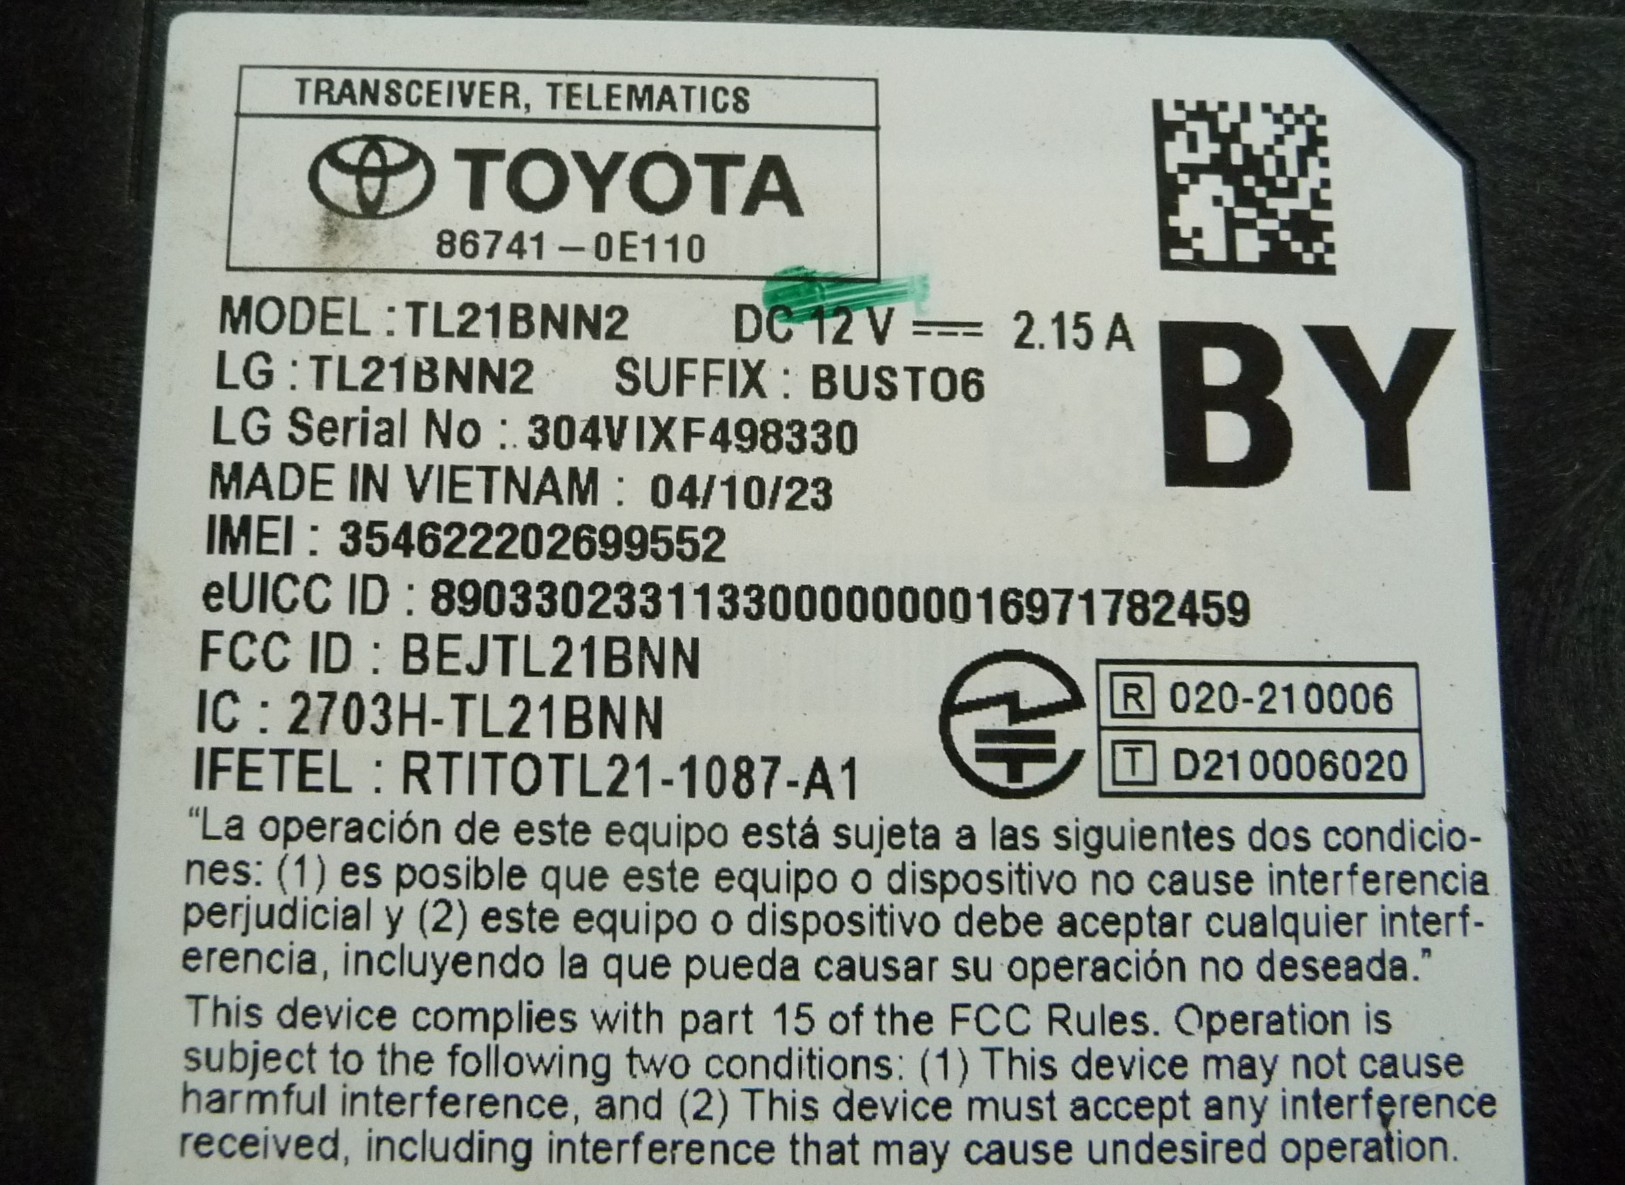 TRANSCEIVER, TELEMATICS
TOYOTA
86741-0E110
MODEL : TL21BNN2 DC 12 V ⎓ 2.15 A
BY
LG : TL21BNN2 SUFFIX : BUST06
LG Serial No : 304VIXF498330
MADE IN VIETNAM : 04/10/23
IMEI : 354622202699552
eUICC ID : 89033023311330000000016971782459
FCC ID : BEJTL21BNN
IC : 2703H-TL21BNN
R 020-210006
IFETEL : RTITOTL21-1087-A1
T D210006020
“La operación de este equipo está sujeta a las siguientes dos condicio-
nes: (1) es posible que este equipo o dispositivo no cause interferencia
perjudicial y (2) este equipo o dispositivo debe aceptar cualquier interf-
erencia, incluyendo la que pueda causar su operación no deseada.”
This device complies with part 15 of the FCC Rules. Operation is
subject to the following two conditions: (1) This device may not cause
harmful interference, and (2) This device must accept any interference
received, including interference that may cause undesired operation.